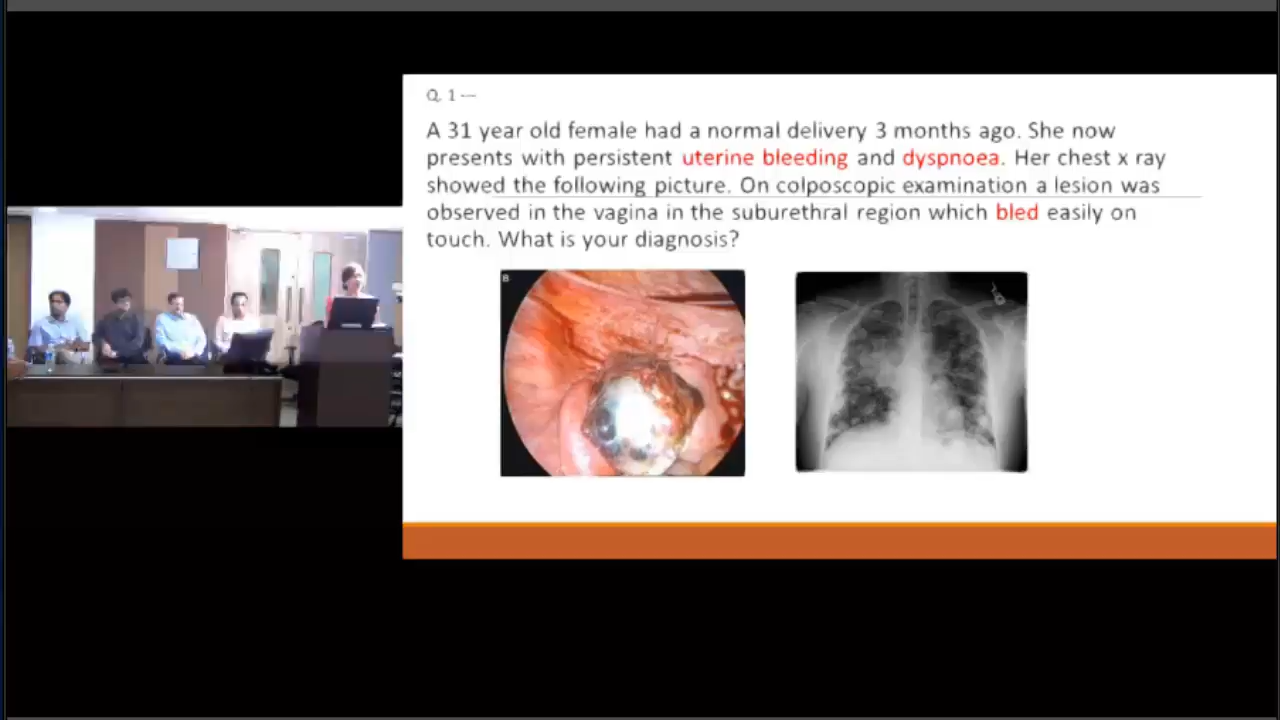 Q. 1 —
A 31 year old female had a normal delivery 3 months ago. She now
presents with persistent uterine bleeding and dyspnoea. Her chest x ray
showed the following picture. On colposcopic examination a lesion was
observed in the vagina in the suburethral region which bled easily on
touch. What is your diagnosis?
B